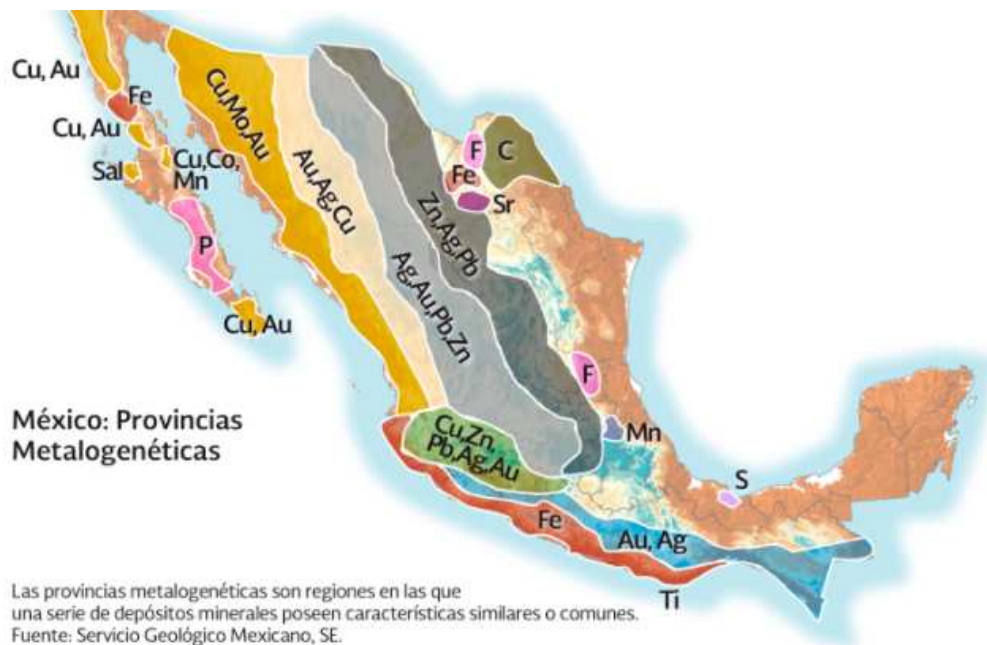 Cu, Au
Fe
Cu, Au
Sal
Cu,Co,
Mn
P
Cu, Au
Cu,Mo,Au
Au,Ag,Cu
Ag,Au,Pb,Zn
Zn,Ag,Pb
F
C
Fe
Sr
F
Mn
México: Provincias
Metalogenéticas
Cu,Zn,
Pb,Ag,Au
S
Fe
Au, Ag
Ti
Las provincias metalogenéticas son regiones en las que
una serie de depósitos minerales poseen características similares o comunes.
Fuente: Servicio Geológico Mexicano, SE.